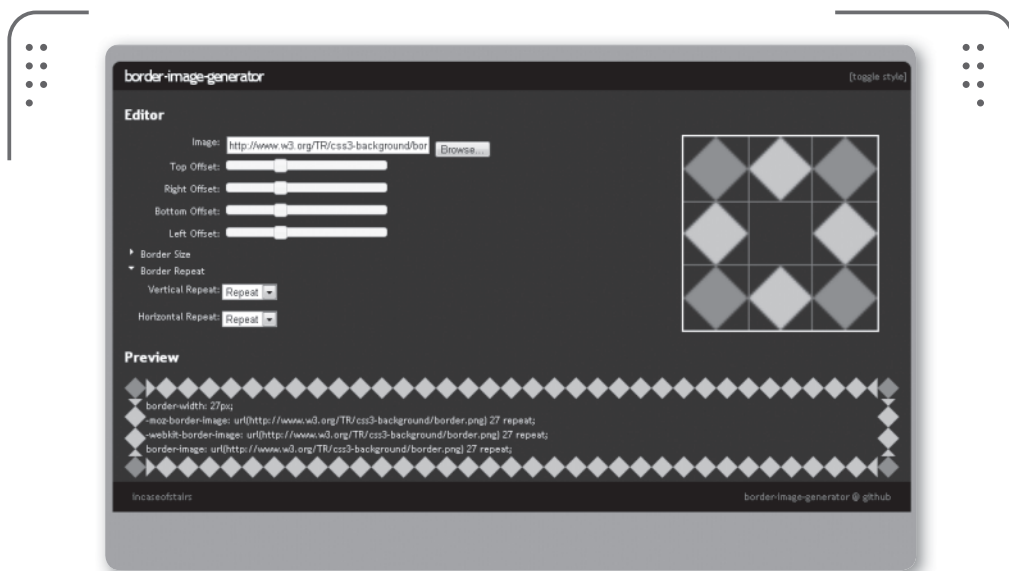 border-image-generator
[toggle style]
Editor
Image: http://www.w3.org/TR/css3-background/bor Browse...
Top Offset:
Right Offset:
Bottom Offset:
Left Offset:
Border Size
Border Repeat
Vertical Repeat: Repeat
Horizontal Repeat: Repeat
Preview
border-width: 27px;
-moz-border-image: url(http://www.w3.org/TR/css3-background/border.png) 27 repeat;
-webkit-border-image: url(http://www.w3.org/TR/css3-background/border.png) 27 repeat;
border-image: url(http://www.w3.org/TR/css3-background/border.png) 27 repeat;
incaseofstairs
border-image-generator @ github